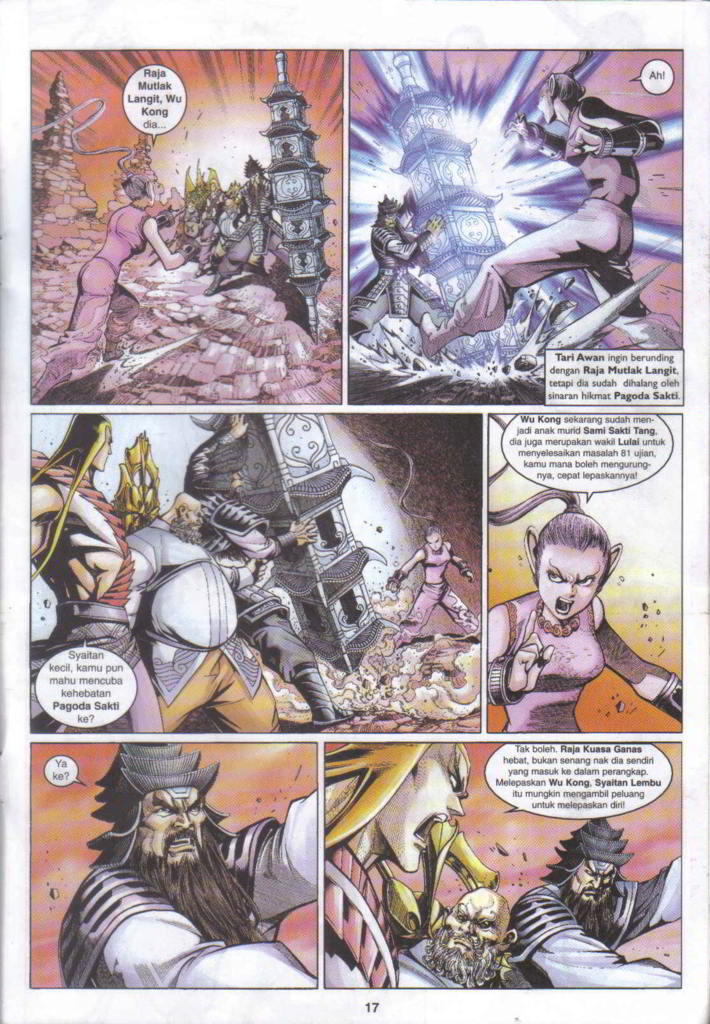 Raja
Mutlak
Langit, Wu
Kong
dia...
Ah!
Tari Awan ingin berunding
dengan Raja Mutlak Langit,
tetapi dia sudah dihalang oleh
sinaran hikmat Pagoda Sakti.
Syaitan
kecil, kamu pun
mahu mencuba
kehebatan
Pagoda Sakti
ke?
Wu Kong sekarang sudah men-
jadi anak murid Sami Sakti Tang,
dia juga merupakan wakil Lulai untuk
menyelesaikan masalah 81 ujian,
kamu mana boleh mengurung-
nya, cepat lepaskannya!
Ya
ke?
Tak boleh. Raja Kuasa Ganas
hebat, bukan senang nak dia sendiri
yang masuk ke dalam perangkap.
Melepaskan Wu Kong, Syaitan Lembu
itu mungkin mengambil peluang
untuk melepaskan diri!
17